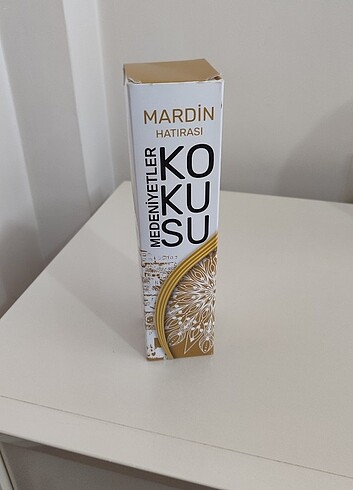 MARDİN
HATIRASI
MEDENİYETLER
KO
KU
SU